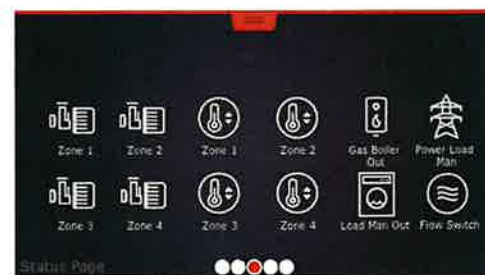 Zone 1 Zone 2 Zone 1 Zone 2 Gas Boiler Out Power Load Man
Zone 3 Zone 4 Zone 3 Zone 4 Load Man Out Flow Switch
Status Page